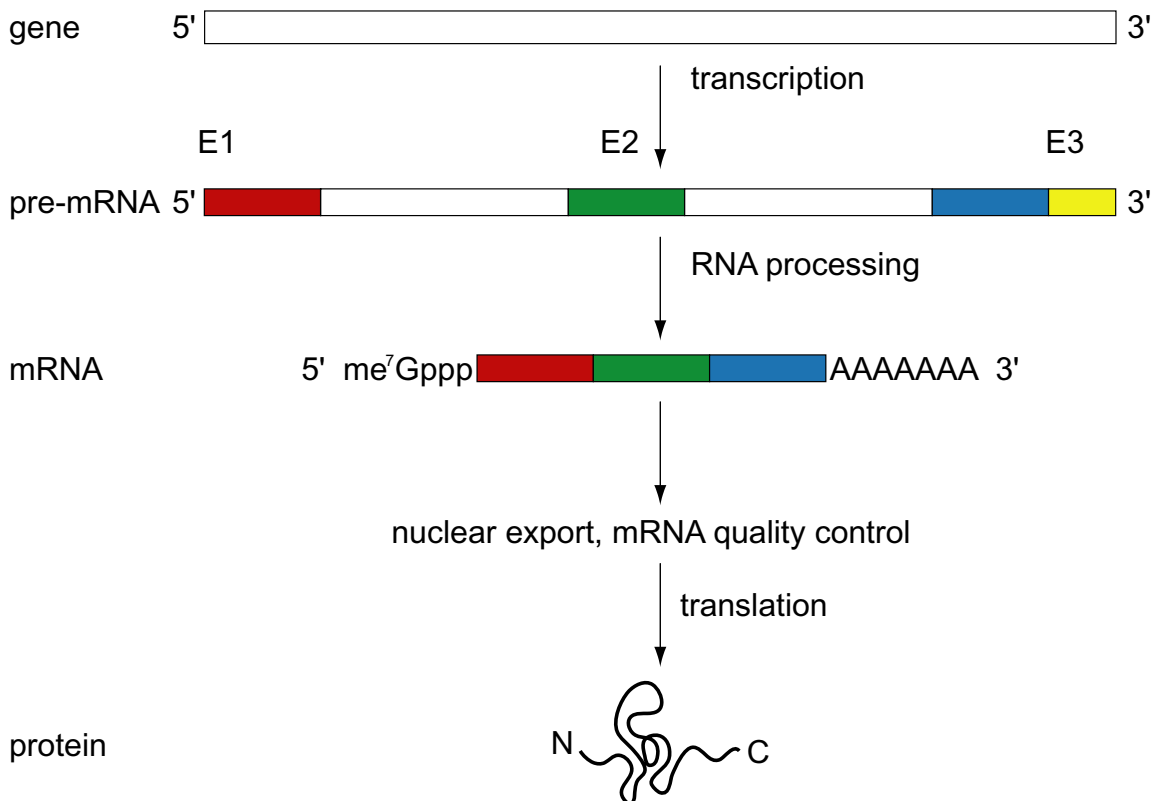 gene 5' 3'
transcription
E1 E2 E3
pre-mRNA 5' 3'
RNA processing
mRNA 5' me⁷Gppp AAAAAAA 3'
nuclear export, mRNA quality control
translation
protein N C